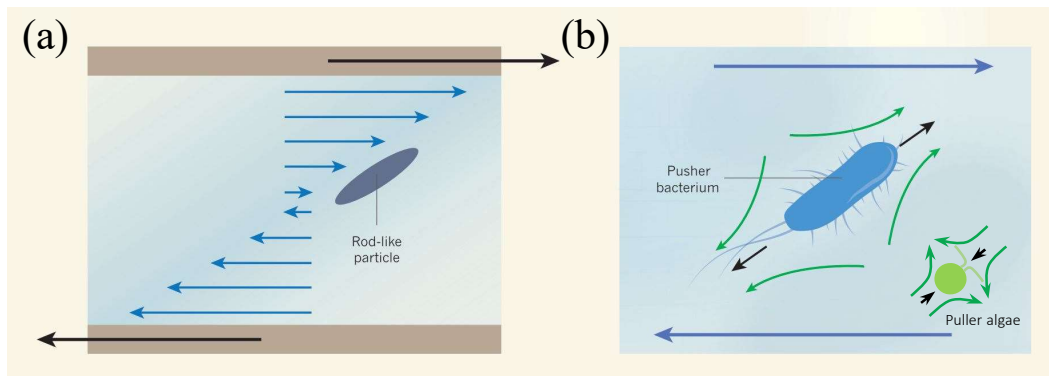 (a)
Rod-like
particle
(b)
Pusher
bacterium
Puller algae